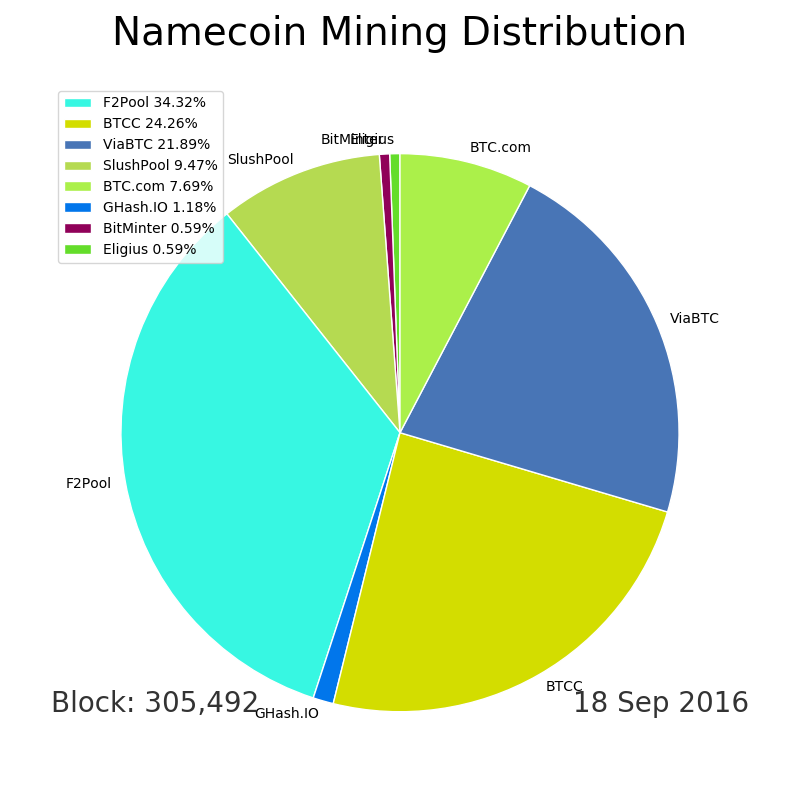 Namecoin Mining Distribution
F2Pool 34.32%
BTCC 24.26%
ViaBTC 21.89%
SlushPool 9.47%
BTC.com 7.69%
GHash.IO 1.18%
BitMinter 0.59%
Eligius 0.59%
BitMinter
Eligius
BTC.com
SlushPool
ViaBTC
F2Pool
BTCC
GHash.IO
Block: 305,492
18 Sep 2016